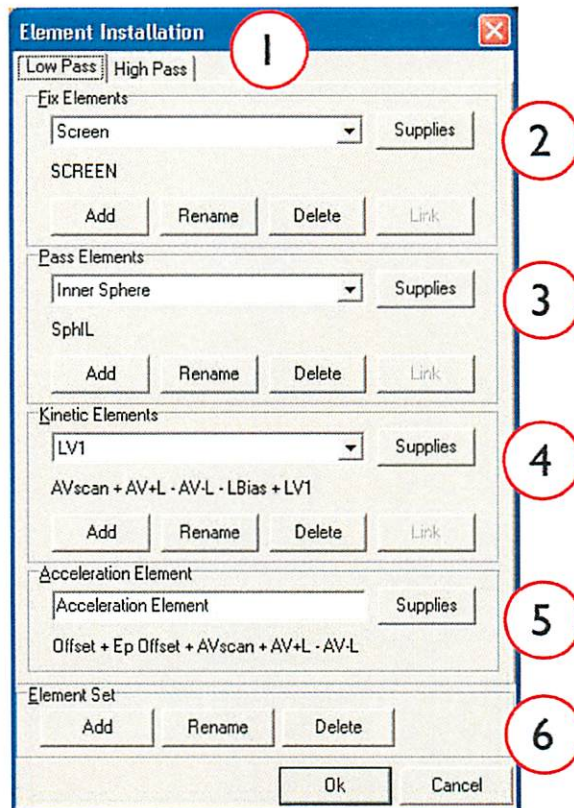 Element Installation
1
Low Pass High Pass
Fix Elements
Screen Supplies
2
SCREEN
Add Rename Delete Link
Pass Elements
Inner Sphere Supplies
3
SphIL
Add Rename Delete Link
Kinetic Elements
LV1 Supplies
4
AVscan + AV+L - AV-L - LBias + LV1
Add Rename Delete Link
Acceleration Element
Acceleration Element Supplies
5
Offset + Ep Offset + AVscan + AV+L - AV-L
Element Set
Add Rename Delete
6
Ok Cancel